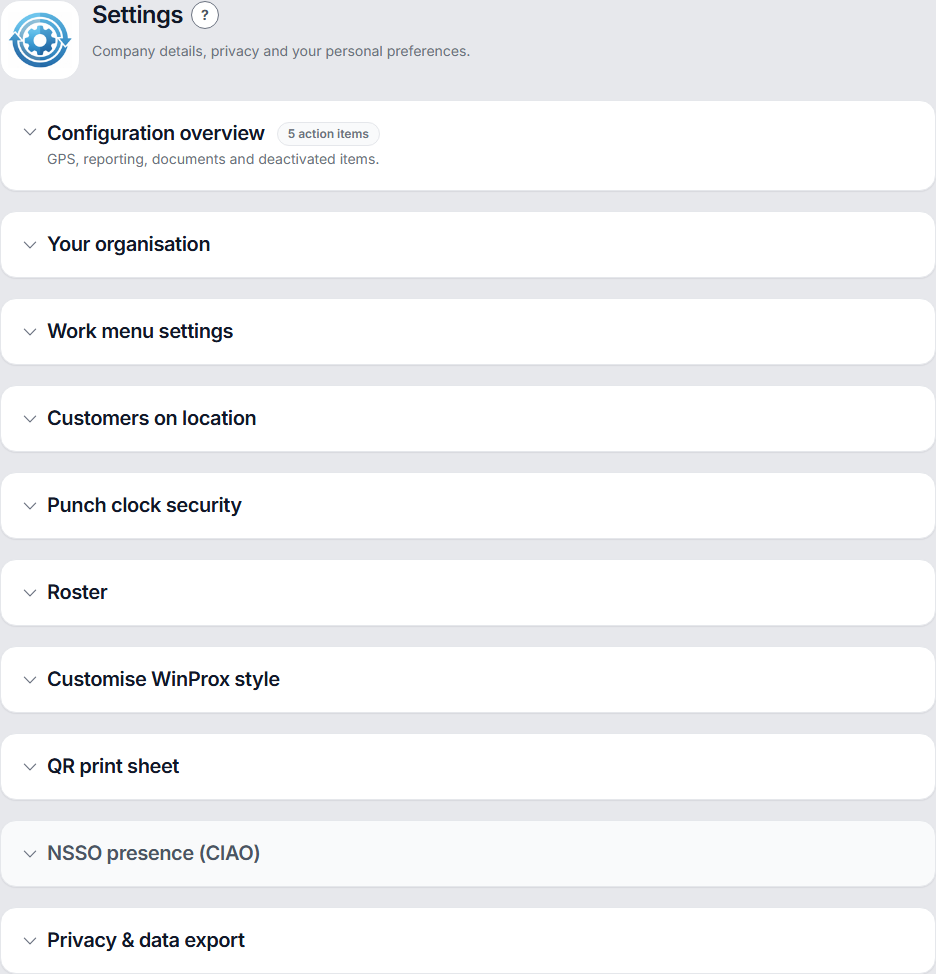 Settings ?
Company details, privacy and your personal preferences.
Configuration overview 5 action items
GPS, reporting, documents and deactivated items.
Your organisation
Work menu settings
Customers on location
Punch clock security
Roster
Customise WinProx style
QR print sheet
NSSO presence (CIAO)
Privacy & data export